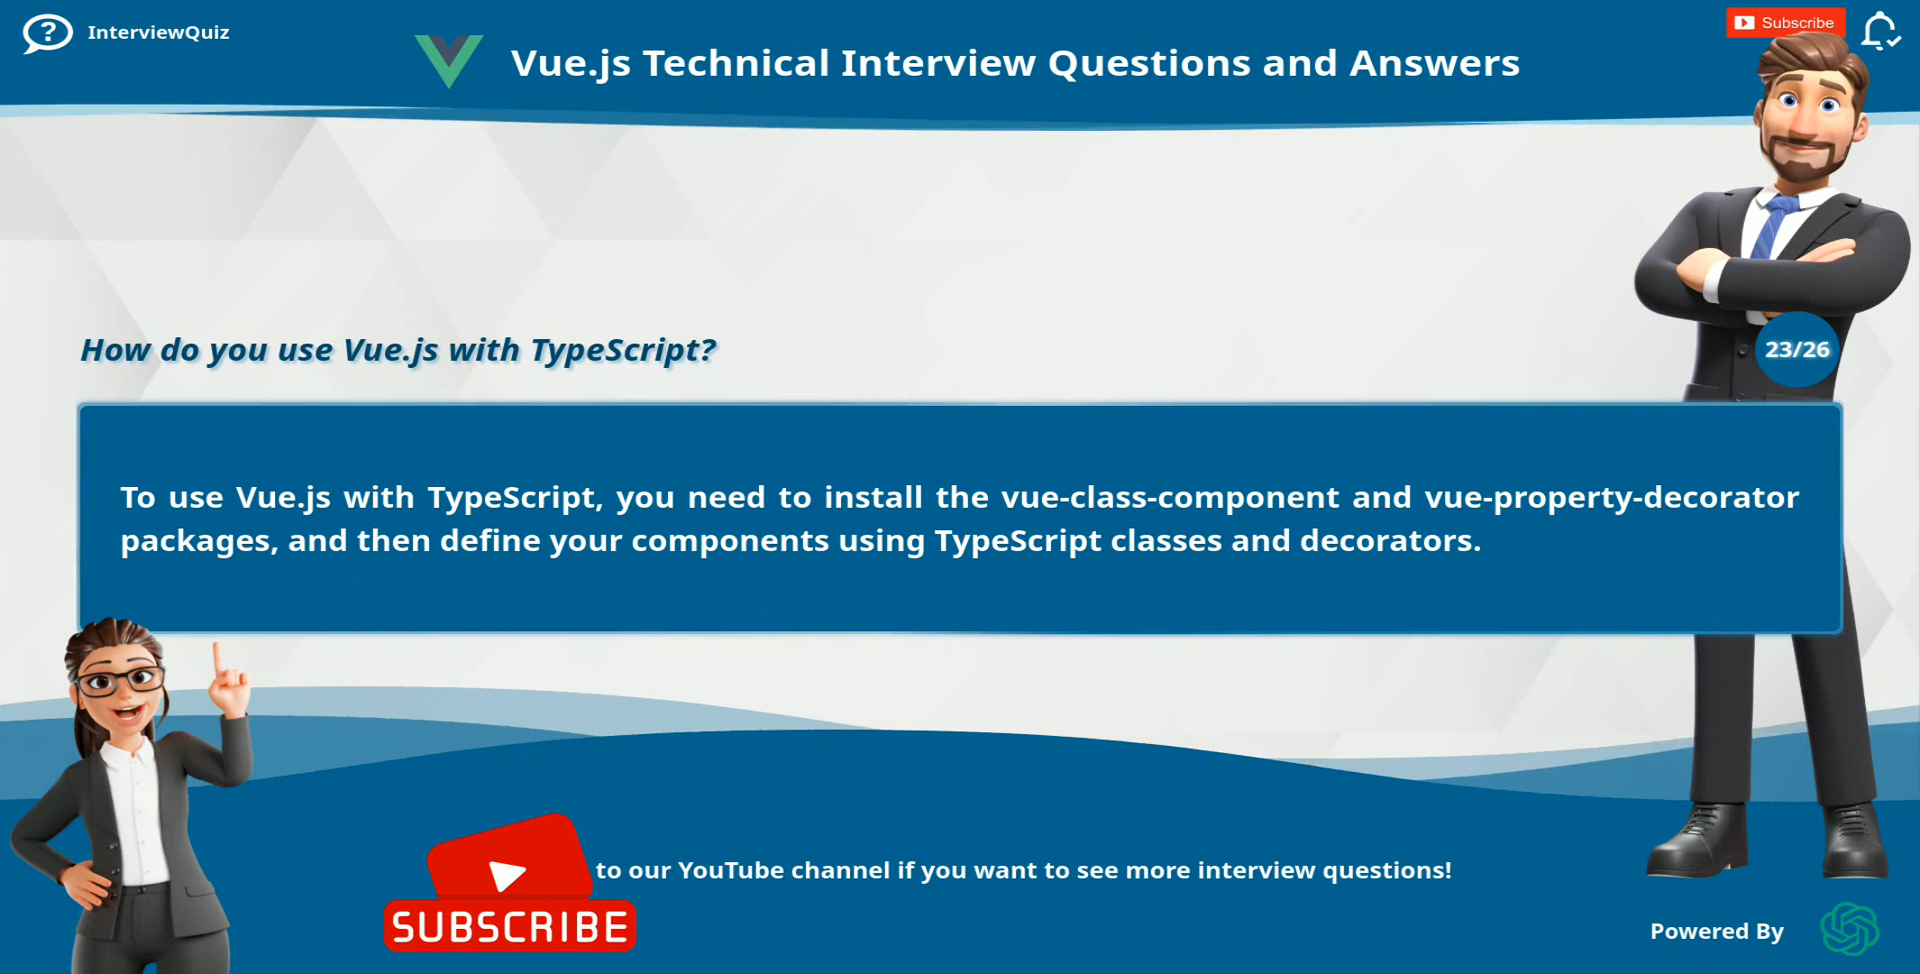 InterviewQuiz
Subscribe
Vue.js Technical Interview Questions and Answers
How do you use Vue.js with TypeScript?
23/26
To use Vue.js with TypeScript, you need to install the vue-class-component and vue-property-decorator
packages, and then define your components using TypeScript classes and decorators.
to our YouTube channel if you want to see more interview questions!
SUBSCRIBE
Powered By